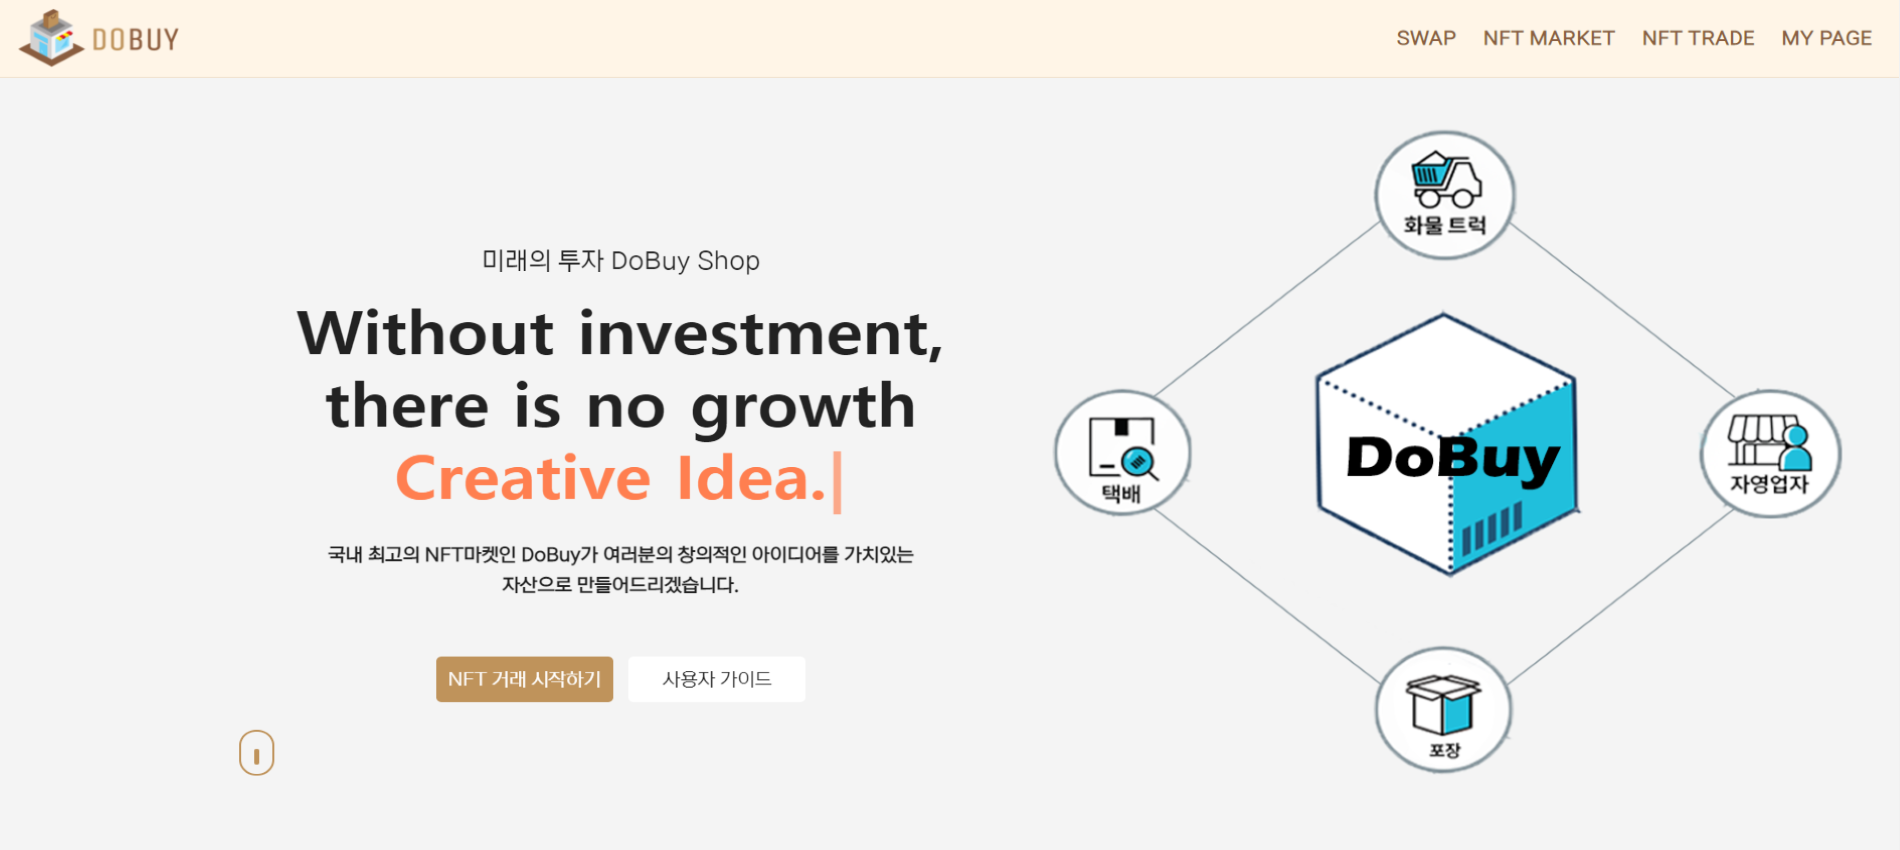 DOBUY
SWAP NFT MARKET NFT TRADE MY PAGE
미래의 투자 DoBuy Shop
Without investment,
there is no growth
Creative Idea.
국내 최고의 NFT마켓인 DoBuy가 여러분의 창의적인 아이디어를 가치있는
자산으로 만들어드리겠습니다.
NFT 거래 시작하기 사용자 가이드
화물 트럭
택배
DoBuy
자영업자
포장